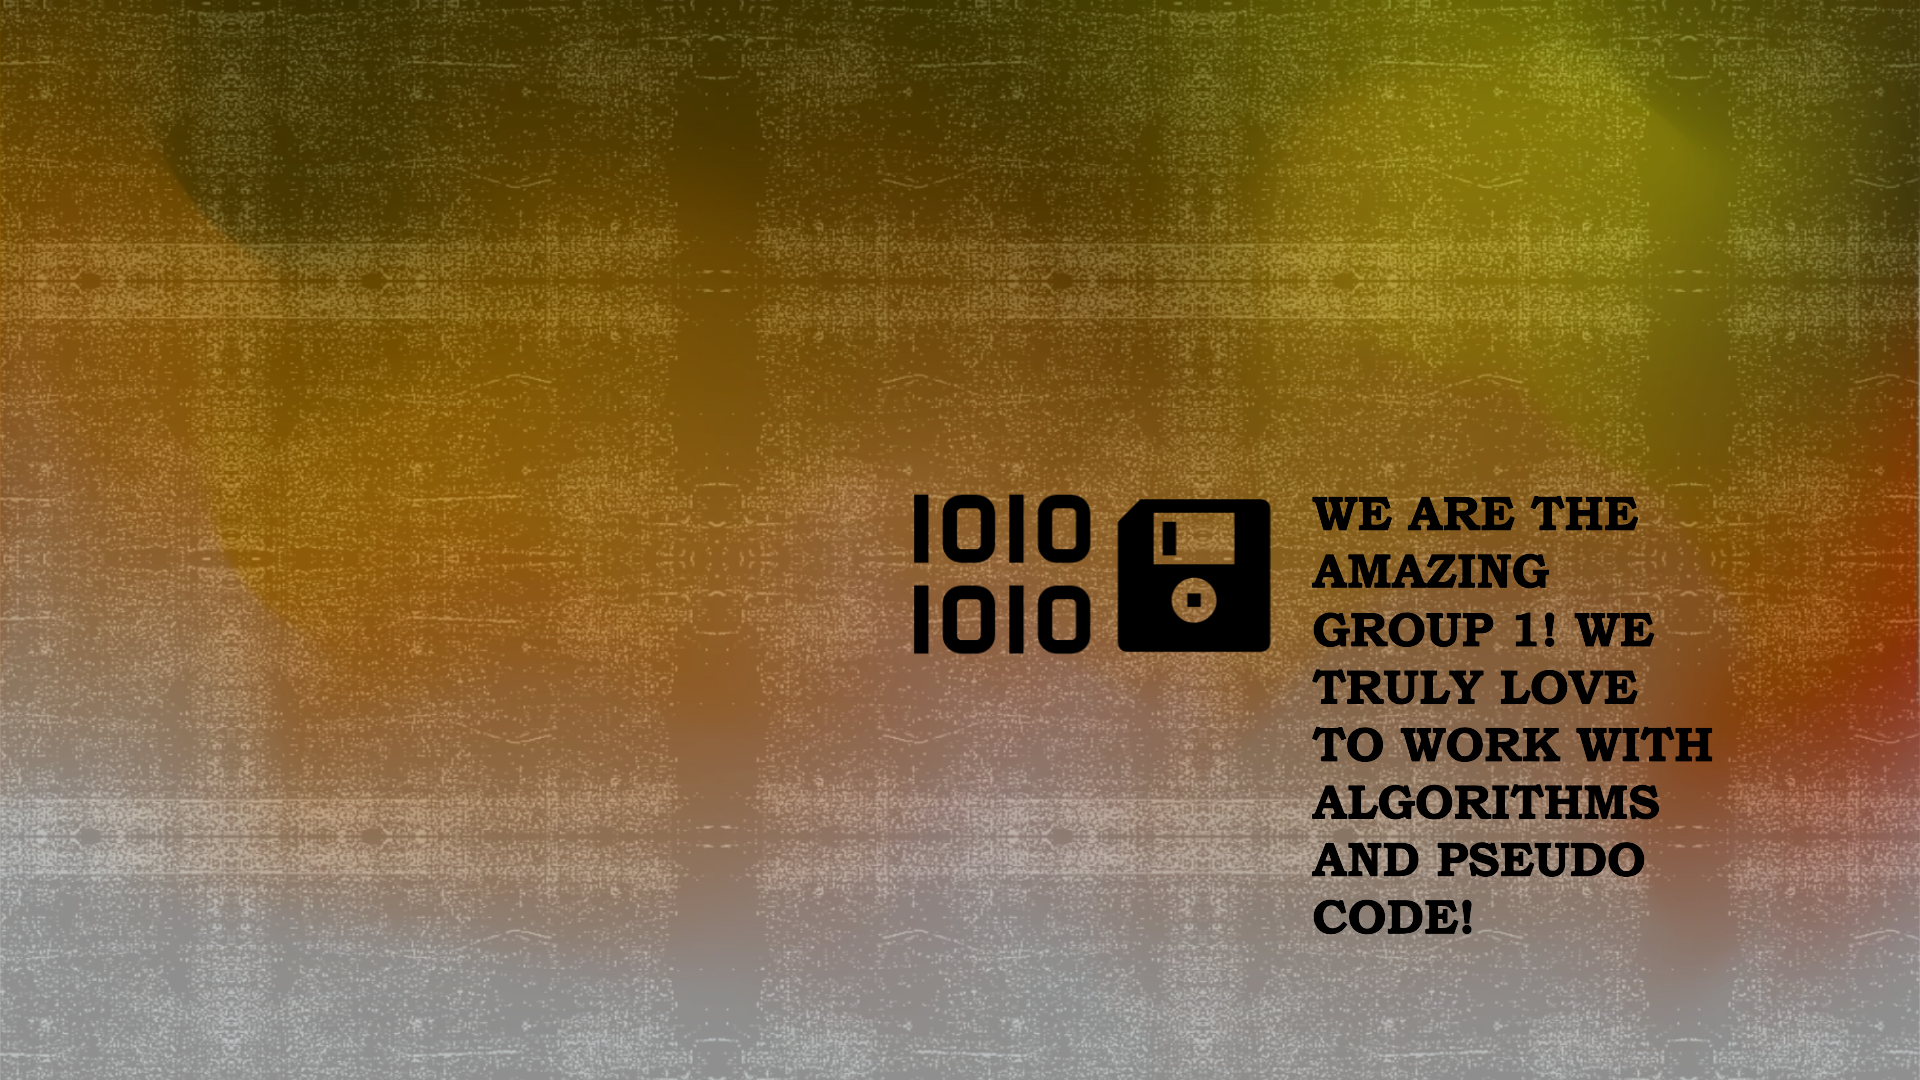 1010
1010
WE ARE THE
AMAZING
GROUP 1! WE
TRULY LOVE
TO WORK WITH
ALGORITHMS
AND PSEUDO
CODE!